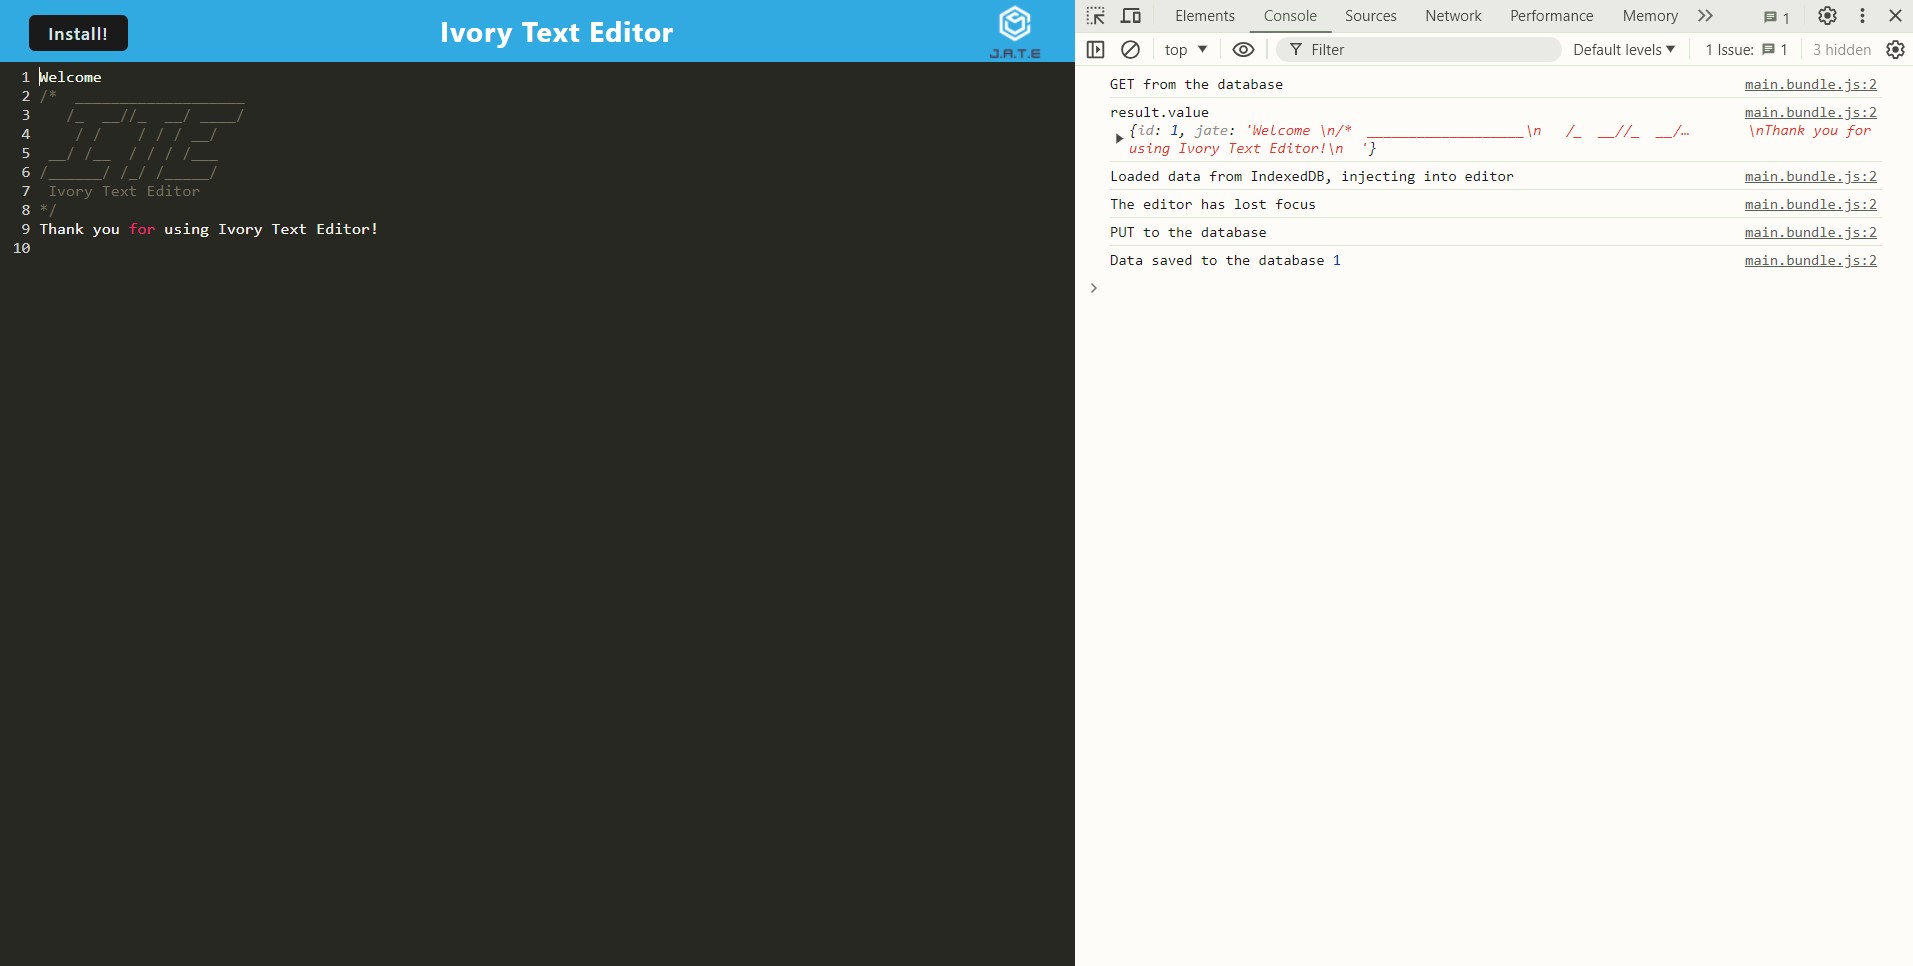 Install!
Ivory Text Editor
J.A.T.E
1 Welcome
2 /*  ___________________
3    /_  __//_  __/ ____/
4     / /    / / / __/
5  __/ /__  / / / /___
6 /______/ /_/ /_____/
7  Ivory Text Editor
8 */
9 Thank you for using Ivory Text Editor!
10
Elements Console Sources Network Performance Memory 1
top Filter Default levels 1 Issue: 1 3 hidden
GET from the database main.bundle.js:2
result.value main.bundle.js:2
{id: 1, jate: 'Welcome \n/*  ___________________\n   /_  __//_  __/… \nThank you for
using Ivory Text Editor!\n  '}
Loaded data from IndexedDB, injecting into editor main.bundle.js:2
The editor has lost focus main.bundle.js:2
PUT to the database main.bundle.js:2
Data saved to the database 1 main.bundle.js:2